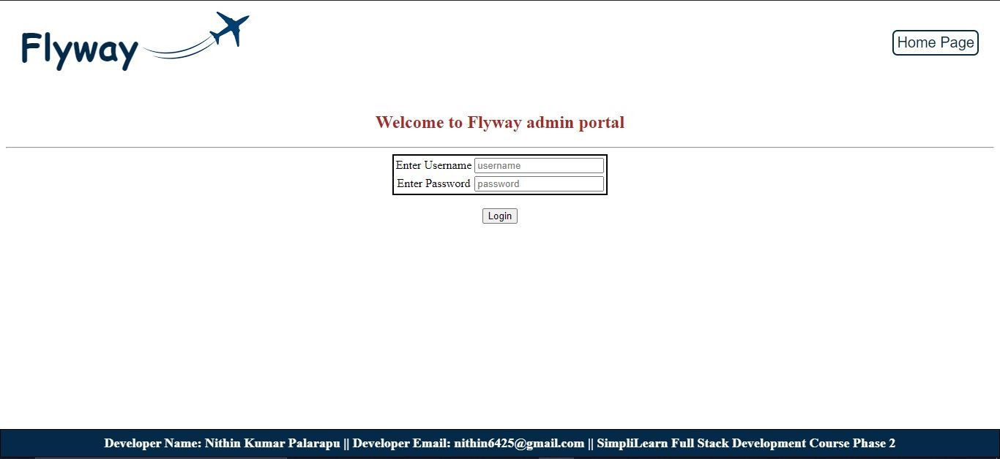 Flyway
Home Page
Welcome to Flyway admin portal
Enter Username username
Enter Password password
Login
Developer Name: Nithin Kumar Palarapu || Developer Email: nithin6425@gmail.com || SimpliLearn Full Stack Development Course Phase 2